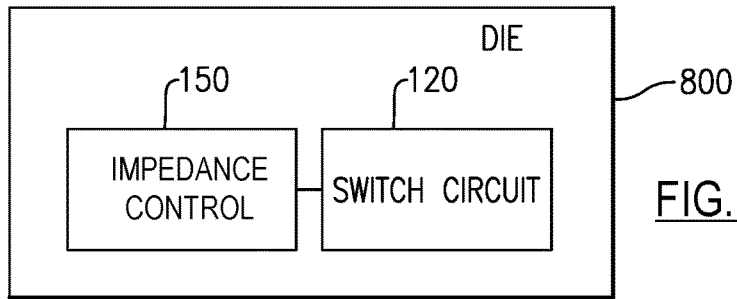 DIE
150
120
800
IMPEDANCE
CONTROL
SWITCH CIRCUIT
FIG.